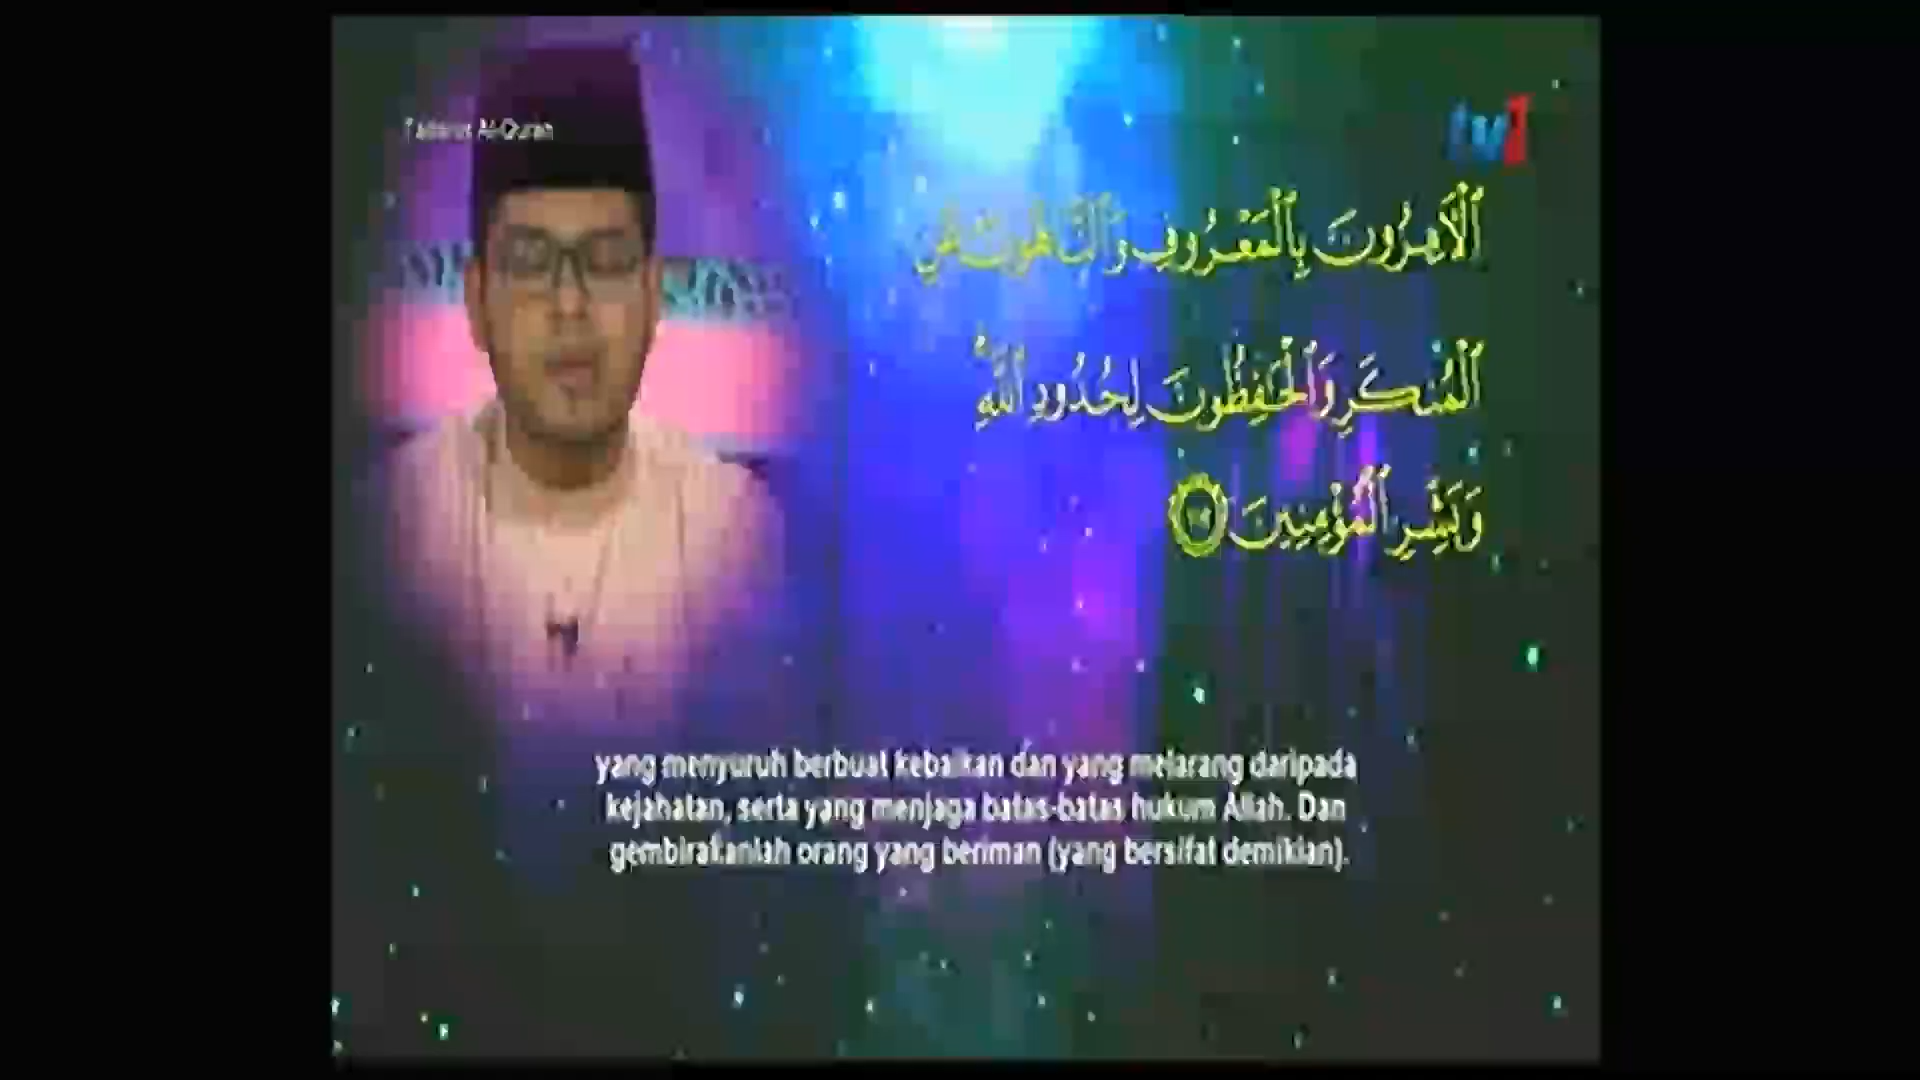 Tadarus Al-Quran
tv1
ٱلْأَمِرُونَ بِٱلْمَعْرُوفِ وَٱلنَّاهُونَ عَنِ
ٱلْمُنكَرِ وَٱلْحَٰفِظُونَ لِحُدُودِ ٱللَّهِ ۗ
وَبَشِّرِ ٱلْمُؤْمِنِينَ
yang menyuruh berbuat kebaikan dan yang melarang daripada
kejahatan, serta yang menjaga batas-batas hukum Allah. Dan
gembirakanlah orang yang beriman (yang bersifat demikian).